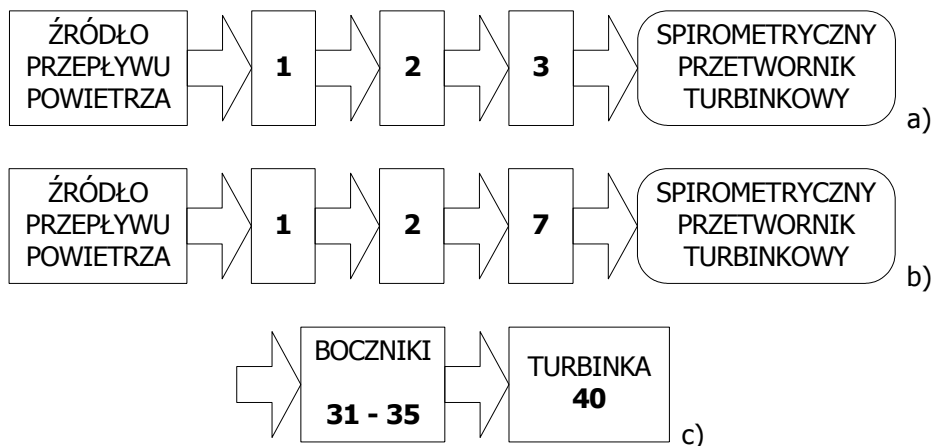 ŹRÓDŁO
PRZEPŁYWU
POWIETRZA
1
2
3
SPIROMETRYCZNY
PRZETWORNIK
TURBINKOWY
a)
ŹRÓDŁO
PRZEPŁYWU
POWIETRZA
1
2
7
SPIROMETRYCZNY
PRZETWORNIK
TURBINKOWY
b)
BOCZNIKI
31 - 35
TURBINKA
40
c)